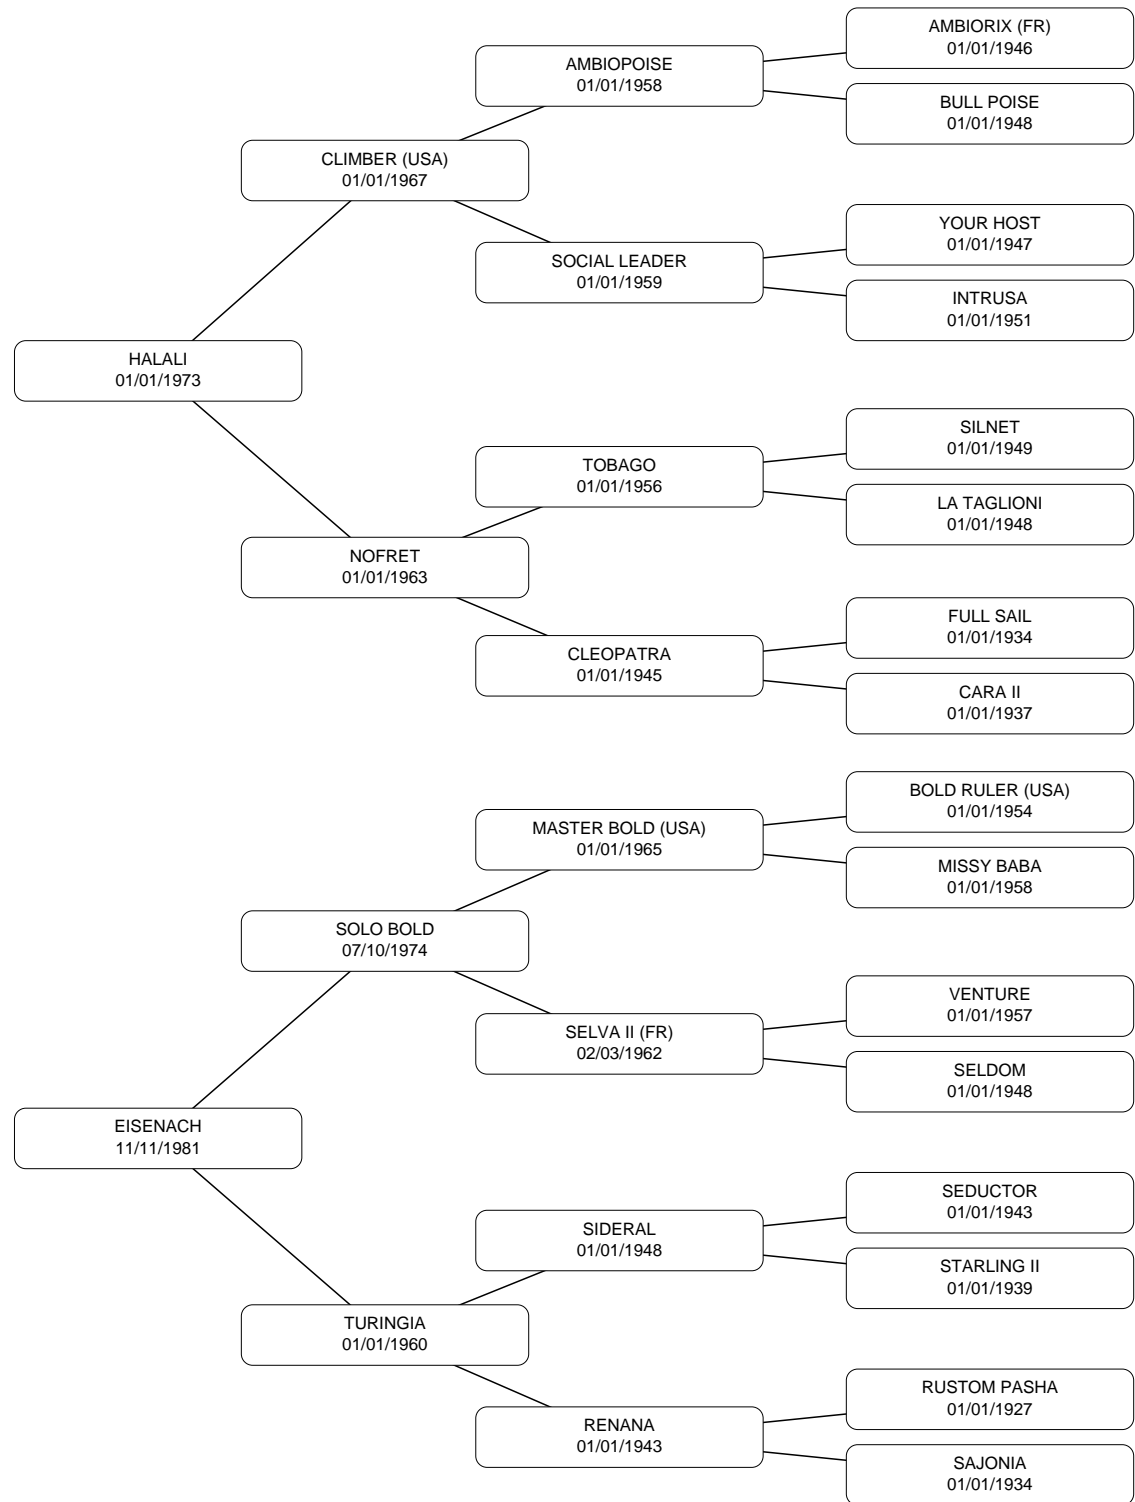 AMBIORIX (FR)
01/01/1946
AMBIOPOISE
01/01/1958
BULL POISE
01/01/1948
CLIMBER (USA)
01/01/1967
YOUR HOST
01/01/1947
SOCIAL LEADER
01/01/1959
INTRUSA
01/01/1951
HALALI
01/01/1973
SILNET
01/01/1949
TOBAGO
01/01/1956
LA TAGLIONI
01/01/1948
NOFRET
01/01/1963
FULL SAIL
01/01/1934
CLEOPATRA
01/01/1945
CARA II
01/01/1937
BOLD RULER (USA)
01/01/1954
MASTER BOLD (USA)
01/01/1965
MISSY BABA
01/01/1958
SOLO BOLD
07/10/1974
VENTURE
01/01/1957
SELVA II (FR)
02/03/1962
SELDOM
01/01/1948
EISENACH
11/11/1981
SEDUCTOR
01/01/1943
SIDERAL
01/01/1948
STARLING II
01/01/1939
TURINGIA
01/01/1960
RUSTOM PASHA
01/01/1927
RENANA
01/01/1943
SAJONIA
01/01/1934